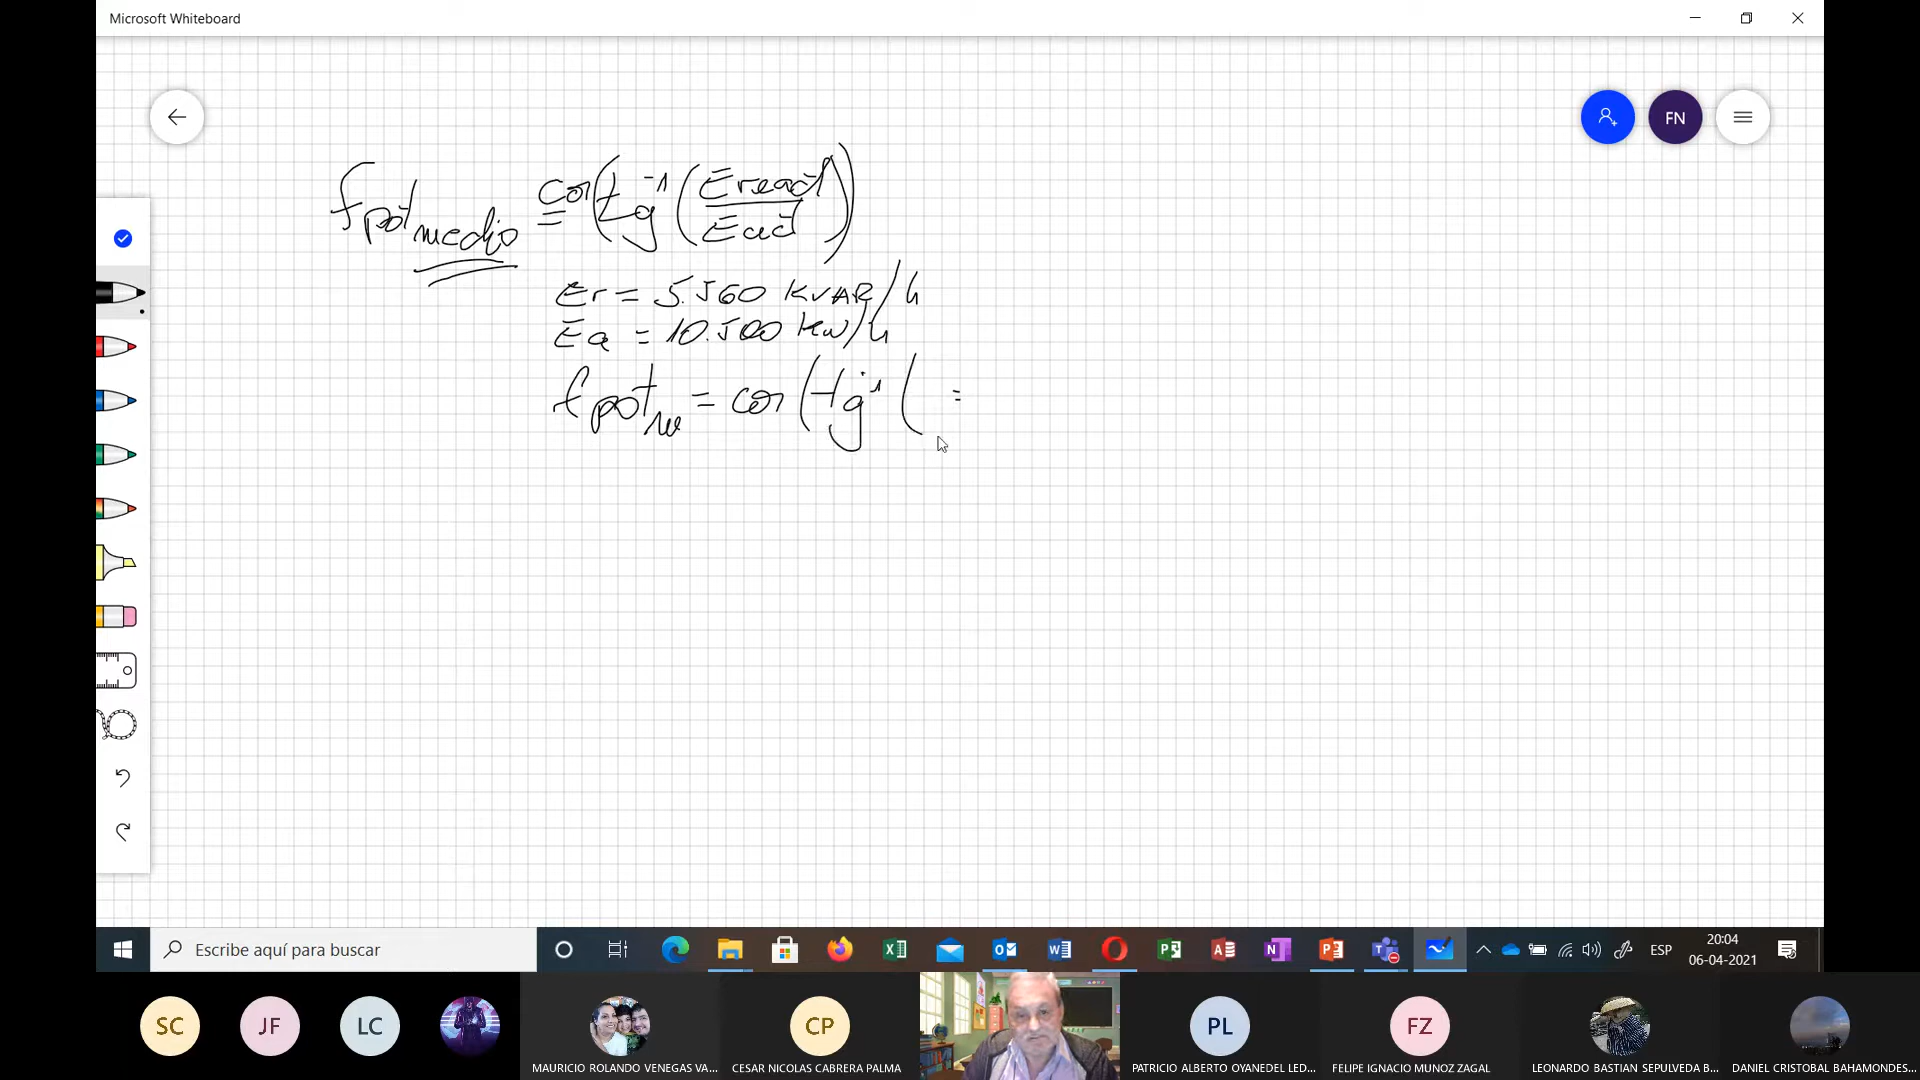 Microsoft Whiteboard
FN
fpot medio = cos(tg⁻¹(Ereact/Eact))
Er = 5.560 KVAR/h
Ea = 10.500 KW/h
fpot m = cos(tg⁻¹( =
Escribe aquí para buscar
ESP
20:04
06-04-2021
SC
JF
LC
CP
PL
FZ
MAURICIO ROLANDO VENEGAS VA...
CESAR NICOLAS CABRERA PALMA
PATRICIO ALBERTO OYANEDEL LED...
FELIPE IGNACIO MUNOZ ZAGAL
LEONARDO BASTIAN SEPULVEDA B...
DANIEL CRISTOBAL BAHAMONDES...